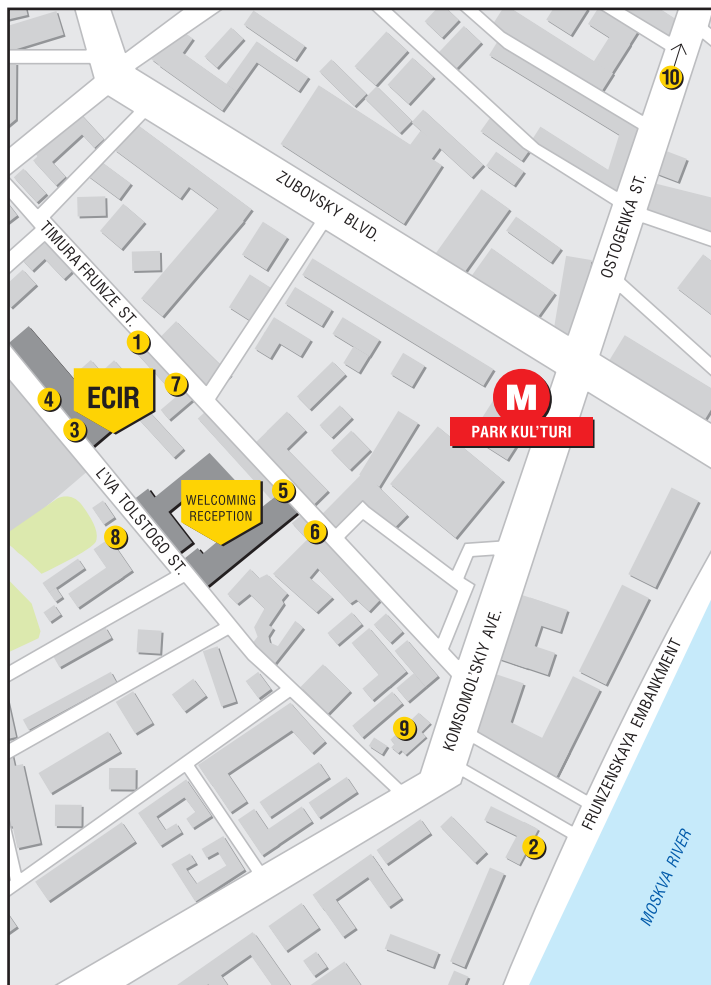 10
ZUBOVSKY BLVD.
OSTOGENKA ST.
TIMURA FRUNZE ST.
1
7
4
ECIR
3
M
PARK KUL'TURI
L'VA TOLSTOGO ST.
WELCOMING
RECEPTION
5
6
8
KOMSOMOL'SKIY AVE.
FRUNZENSKAYA EMBANKMENT
9
2
MOSKVA RIVER